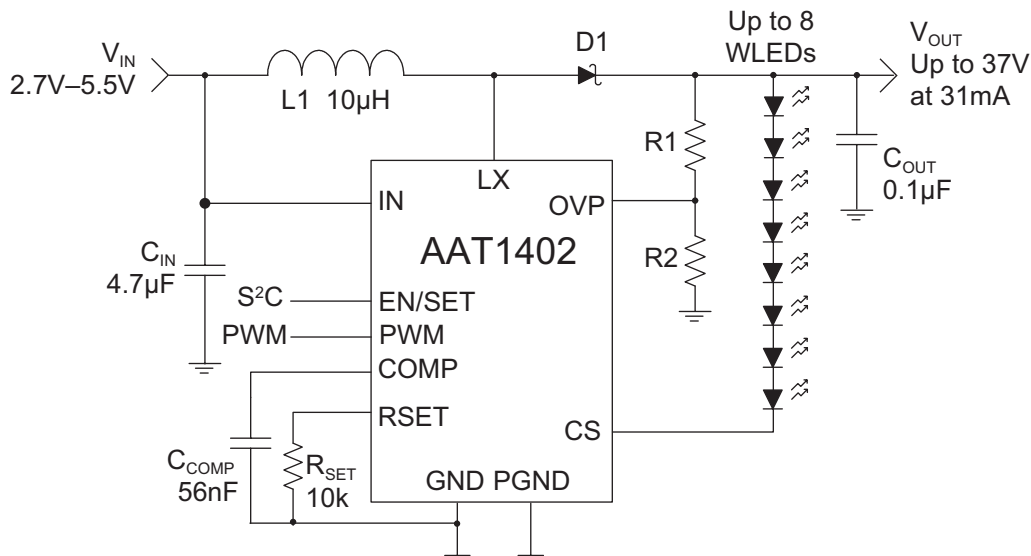 V_IN
2.7V–5.5V
L1 10µH
D1
Up to 8
WLEDs
V_OUT
Up to 37V
at 31mA
R1
C_OUT
0.1µF
LX
IN
OVP
AAT1402
R2
C_IN
4.7µF
S²C
EN/SET
PWM
PWM
COMP
RSET
CS
C_COMP
56nF
R_SET
10k
GND PGND